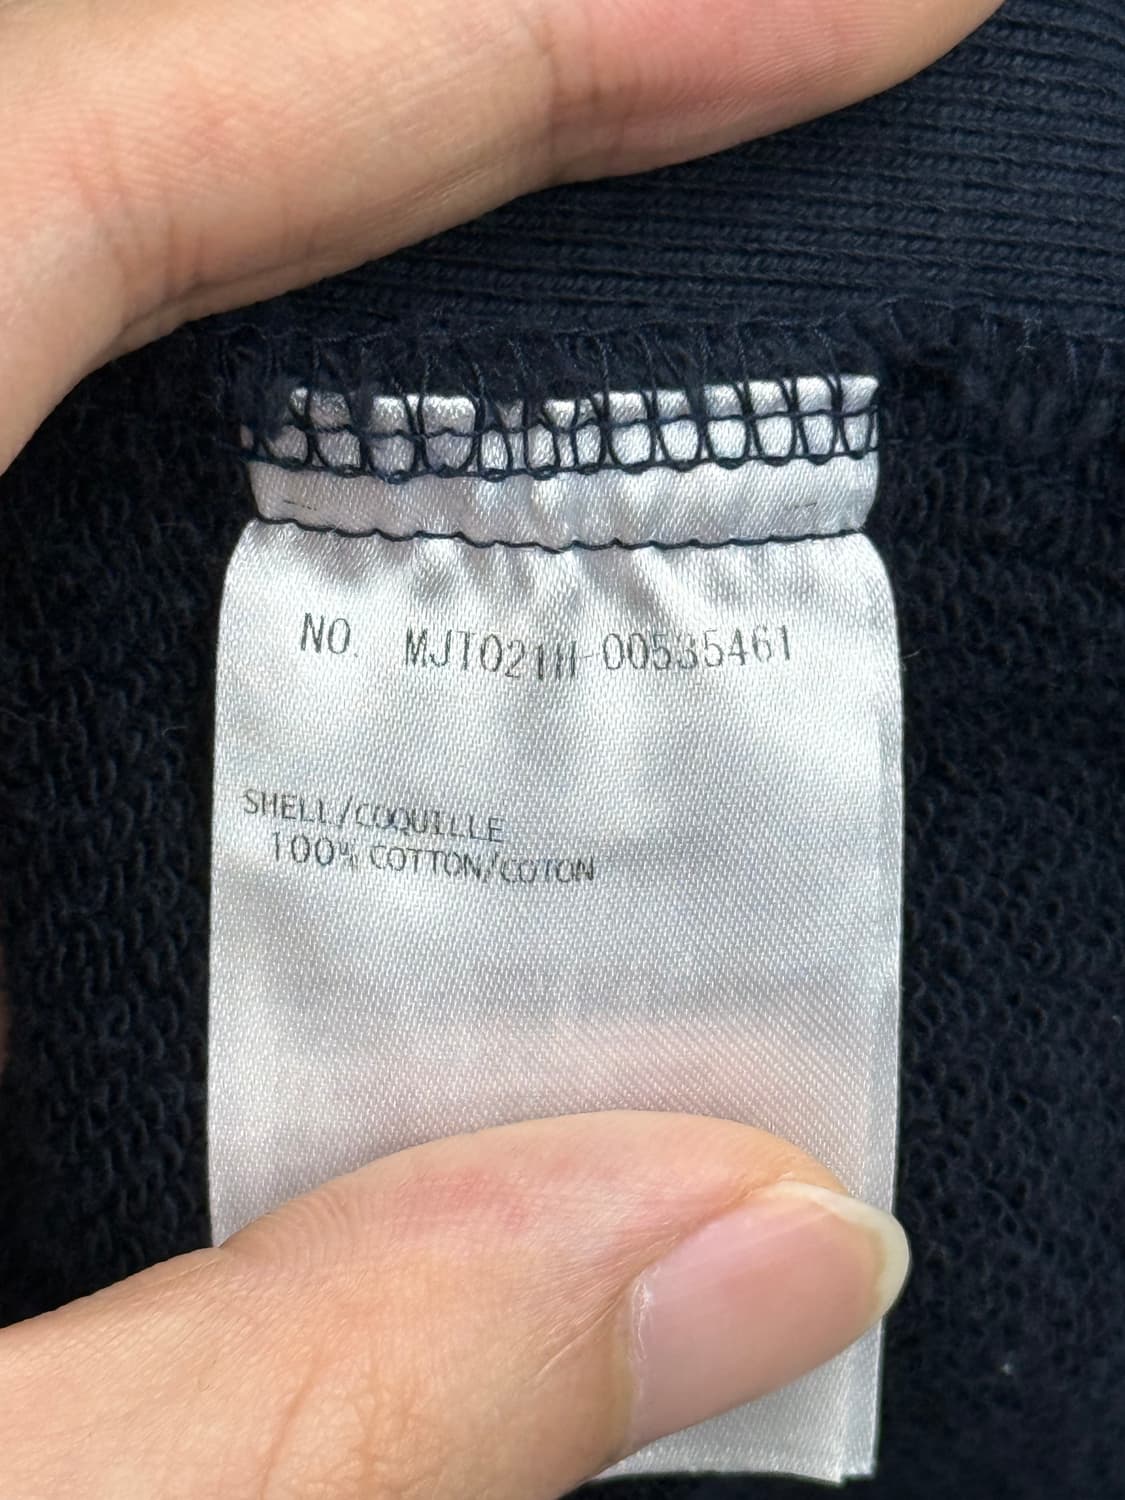 NO. MJT021H-00535461
SHELL/COQUILLE
100% COTTON/COTON